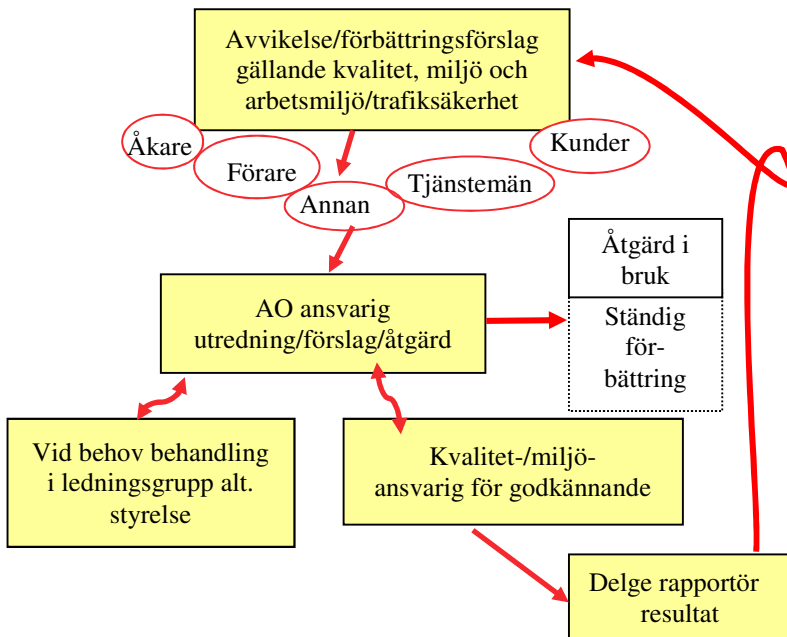 Avvikelse/förbättringsförslag
gällande kvalitet, miljö och
arbetsmiljö/trafiksäkerhet
Åkare
Förare
Annan
Tjänstemän
Kunder
AO ansvarig
utredning/förslag/åtgärd
Åtgärd i
bruk
Ständig
för-
bättring
Vid behov behandling
i ledningsgrupp alt.
styrelse
Kvalitet-/miljö-
ansvarig för godkännande
Delge rapportör
resultat